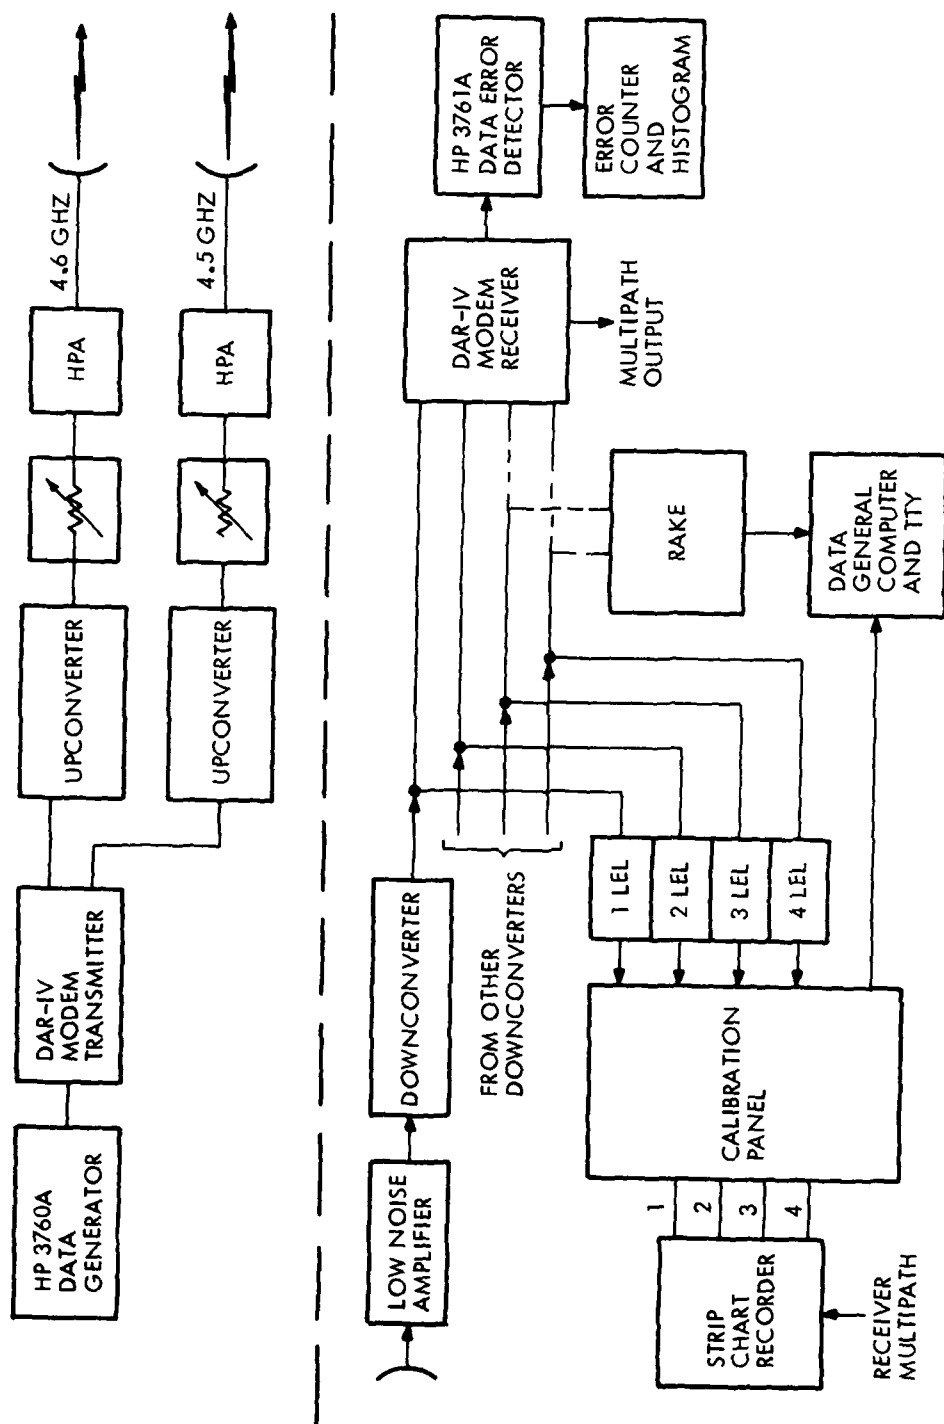 HP 3760A
DATA
GENERATOR
DAR-IV
MODEM
TRANSMITTER
UPCONVERTER
HPA
4.6 GHZ
UPCONVERTER
HPA
4.5 GHZ
LOW NOISE
AMPLIFIER
DOWNCONVERTER
FROM OTHER
DOWNCONVERTERS
DAR-IV
MODEM
RECEIVER
MULTIPATH
OUTPUT
HP 3761A
DATA ERROR
DETECTOR
ERROR
COUNTER
AND
HISTOGRAM
RAKE
DATA
GENERAL
COMPUTER
AND TTY
1 LEL
2 LEL
3 LEL
4 LEL
CALIBRATION
PANEL
1
2
3
4
STRIP
CHART
RECORDER
RECEIVER
MULTIPATH